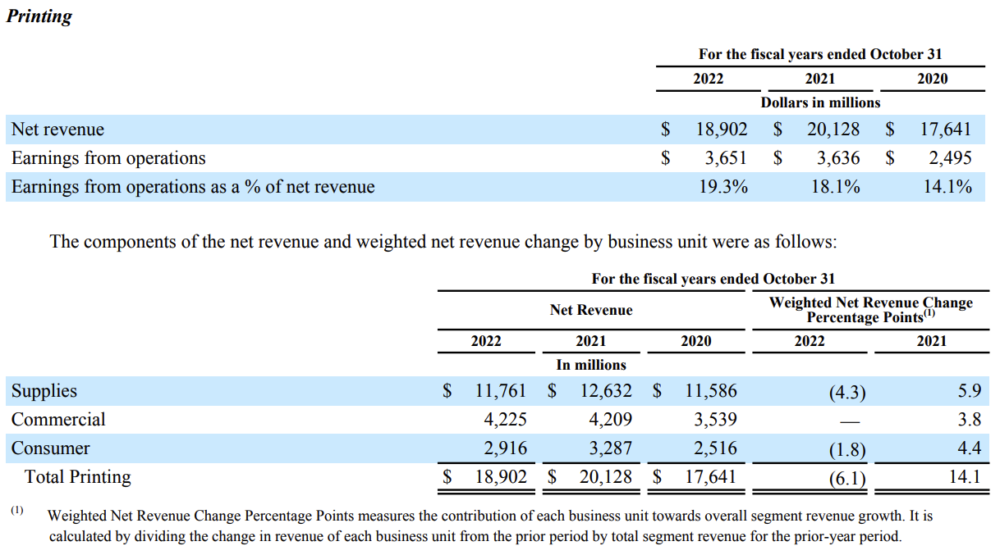 Printing
For the fiscal years ended October 31
2022 2021 2020
Dollars in millions
Net revenue $ 18,902 $ 20,128 $ 17,641
Earnings from operations $ 3,651 $ 3,636 $ 2,495
Earnings from operations as a % of net revenue 19.3% 18.1% 14.1%
The components of the net revenue and weighted net revenue change by business unit were as follows:
For the fiscal years ended October 31
Net Revenue Weighted Net Revenue Change
Percentage Points(1)
2022 2021 2020 2022 2021
In millions
Supplies $ 11,761 $ 12,632 $ 11,586 (4.3) 5.9
Commercial 4,225 4,209 3,539 — 3.8
Consumer 2,916 3,287 2,516 (1.8) 4.4
Total Printing $ 18,902 $ 20,128 $ 17,641 (6.1) 14.1
(1) Weighted Net Revenue Change Percentage Points measures the contribution of each business unit towards overall segment revenue growth. It is
calculated by dividing the change in revenue of each business unit from the prior period by total segment revenue for the prior-year period.